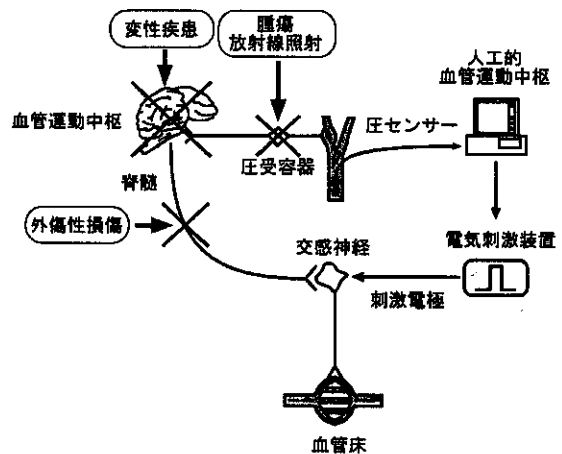 変性疾患
腫瘍
放射線照射
人工的
血管運動中枢
血管運動中枢
圧センサー
圧受容器
脊髄
外傷性損傷
交感神経
電気刺激装置
刺激電極
血管床